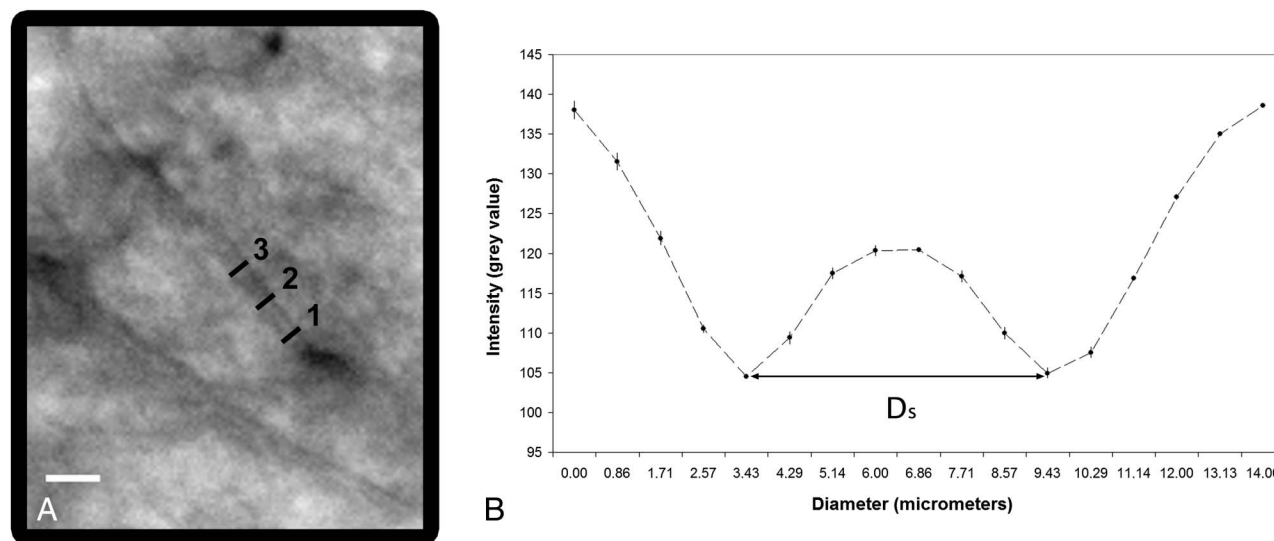 3
2
1
A
145
140
135
130
125
120
115
110
105
100
95
Intensity (grey value)
Ds
0.00 0.86 1.71 2.57 3.43 4.29 5.14 6.00 6.86 7.71 8.57 9.43 10.29 11.14 12.00 13.13 14.00
Diameter (micrometers)
B